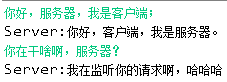 你好，服务器，我是客户端；
Server:你好，客户端，我是服务器。
你在干啥啊，服务器？
Server:我在监听你的请求啊，哈哈哈